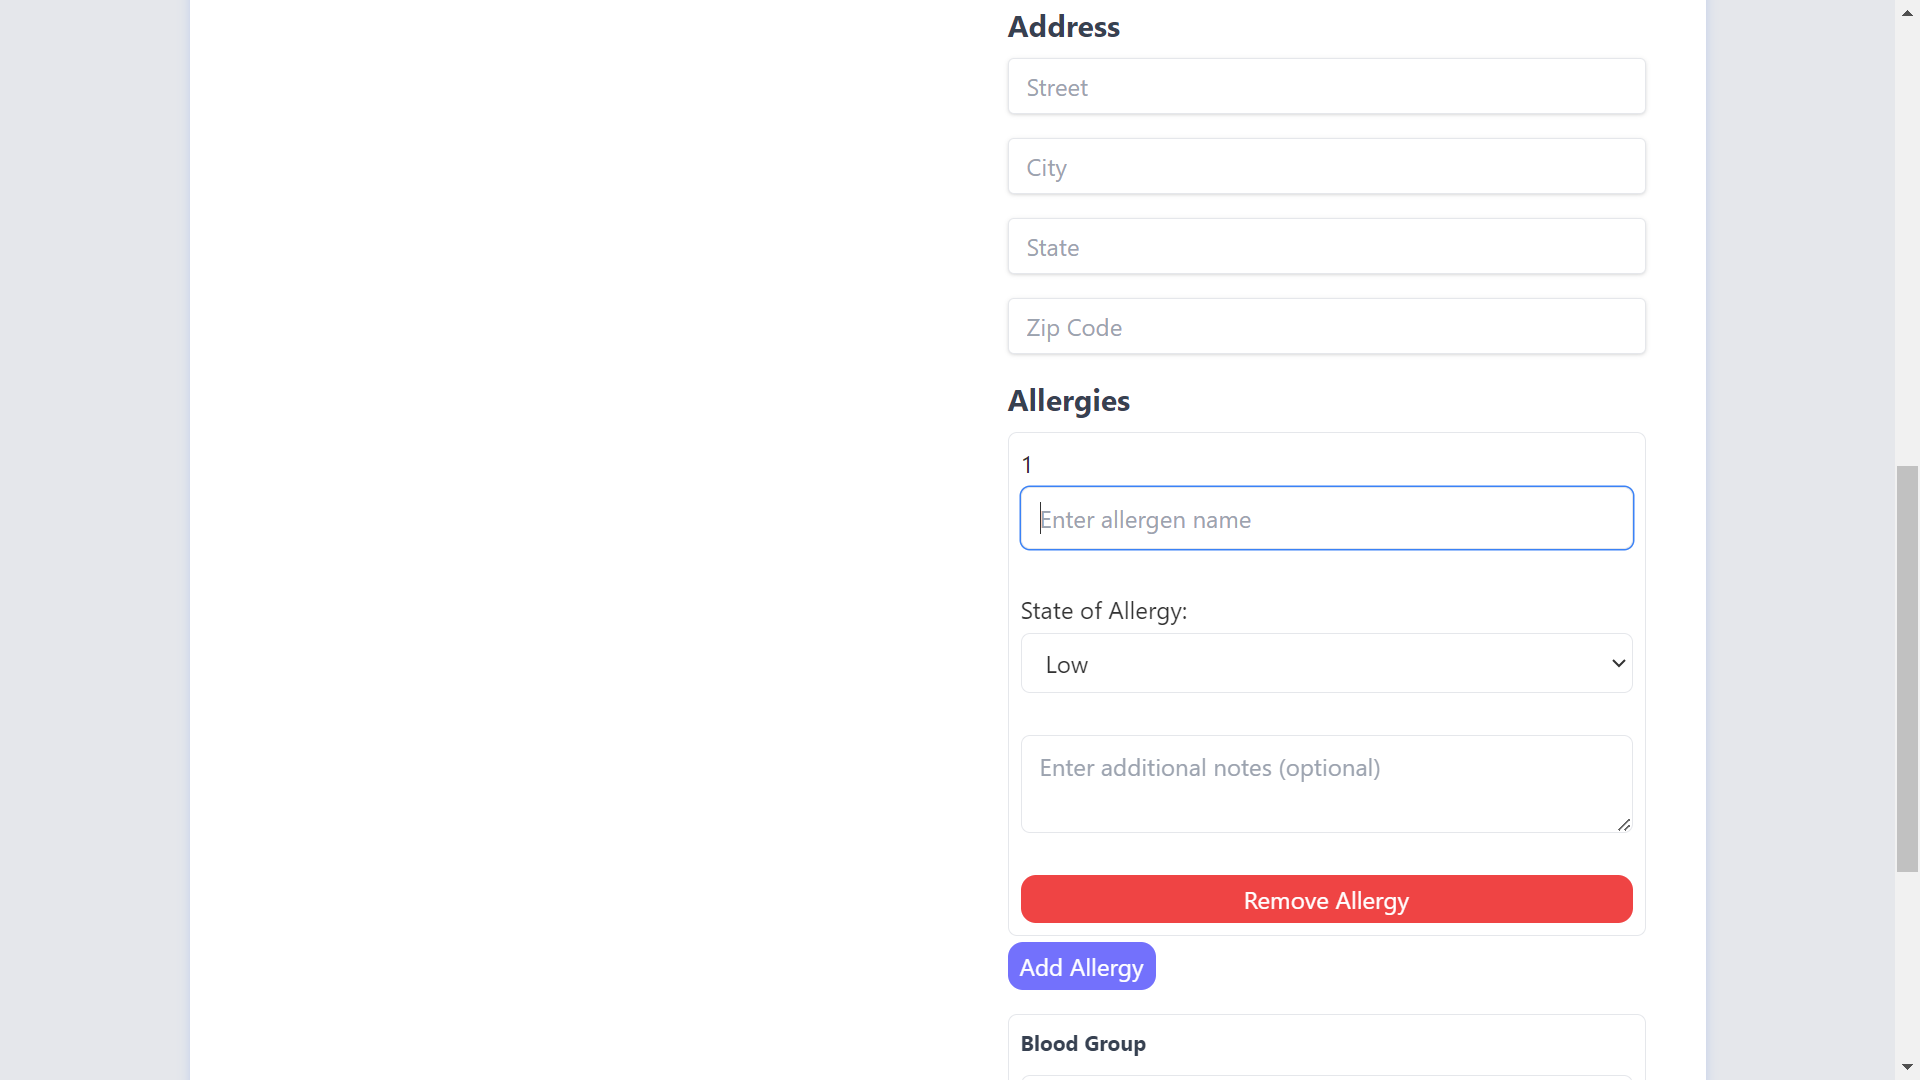 Address
Street
City
State
Zip Code
Allergies
1
Enter allergen name
State of Allergy:
Low
Enter additional notes (optional)
Remove Allergy
Add Allergy
Blood Group